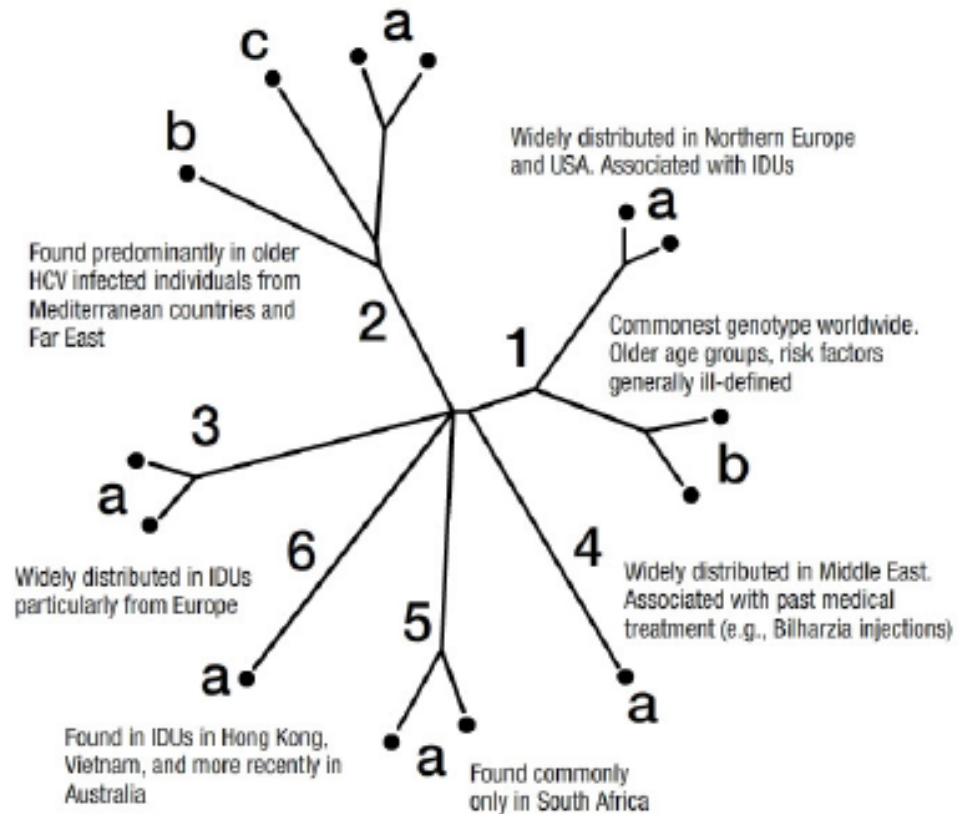 c
a
b
Widely distributed in Northern Europe
and USA. Associated with IDUs
a
Found predominantly in older
HCV infected individuals from
Mediterranean countries and
Far East
2
1
Commonest genotype worldwide.
Older age groups, risk factors
generally ill-defined
3
a
b
6
4
Widely distributed in IDUs
particularly from Europe
5
Widely distributed in Middle East.
Associated with past medical
treatment (e.g., Bilharzia injections)
a
a
Found in IDUs in Hong Kong,
Vietnam, and more recently in
Australia
a
Found commonly
only in South Africa